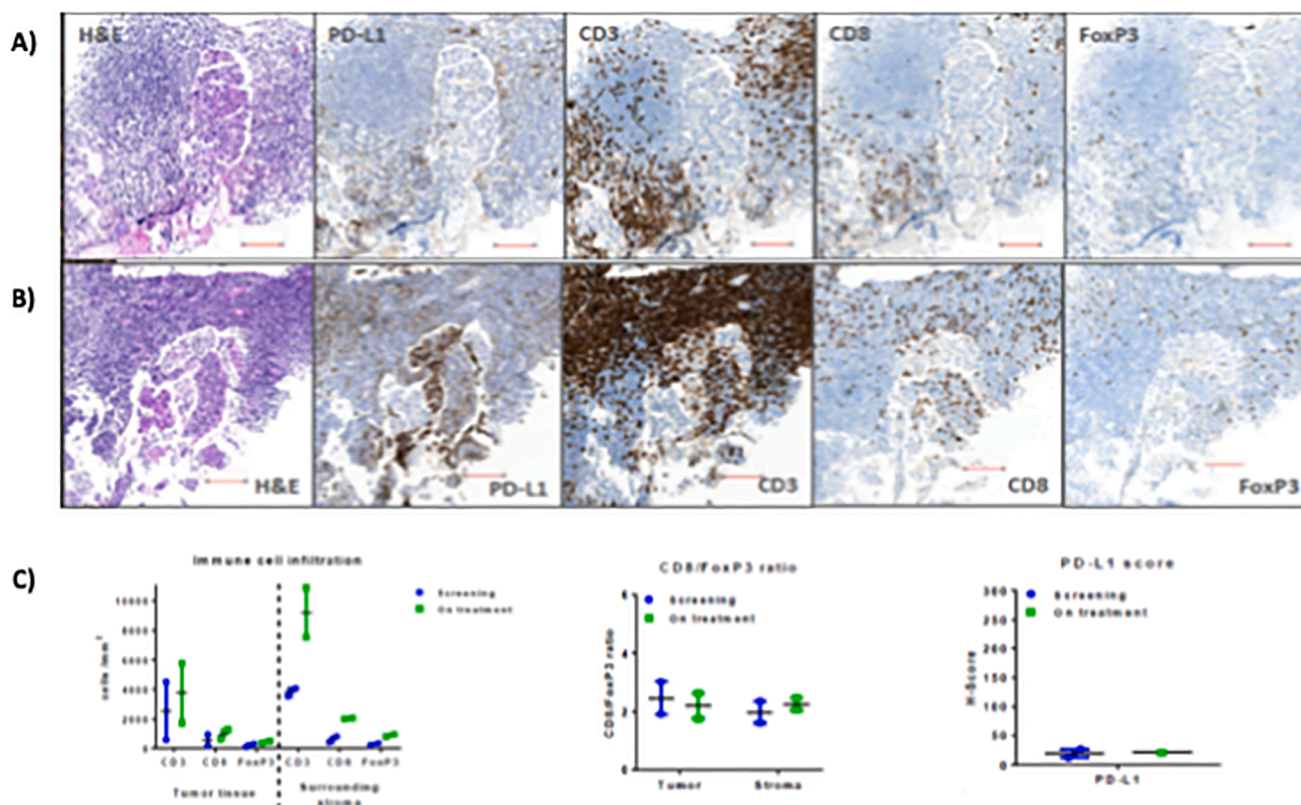 A)
H&E PD-L1 CD3 CD8 FoxP3
B)
H&E PD-L1 CD3 CD8 FoxP3
C)
Immune cell infiltration
Screening
On treatment
10000
8000
6000
4000
2000
0
cells /mm²
CD3 CD8 FoxP3 CD3 CD8 FoxP3
Tumor tissue
Surrounding
stroma
CD8/FoxP3 ratio
Screening
On treatment
6
4
2
0
CD8/FoxP3 ratio
Tumor Stroma
PD-L1 score
Screening
On treatment
300
250
200
150
100
50
0
H-Score
PD-L1